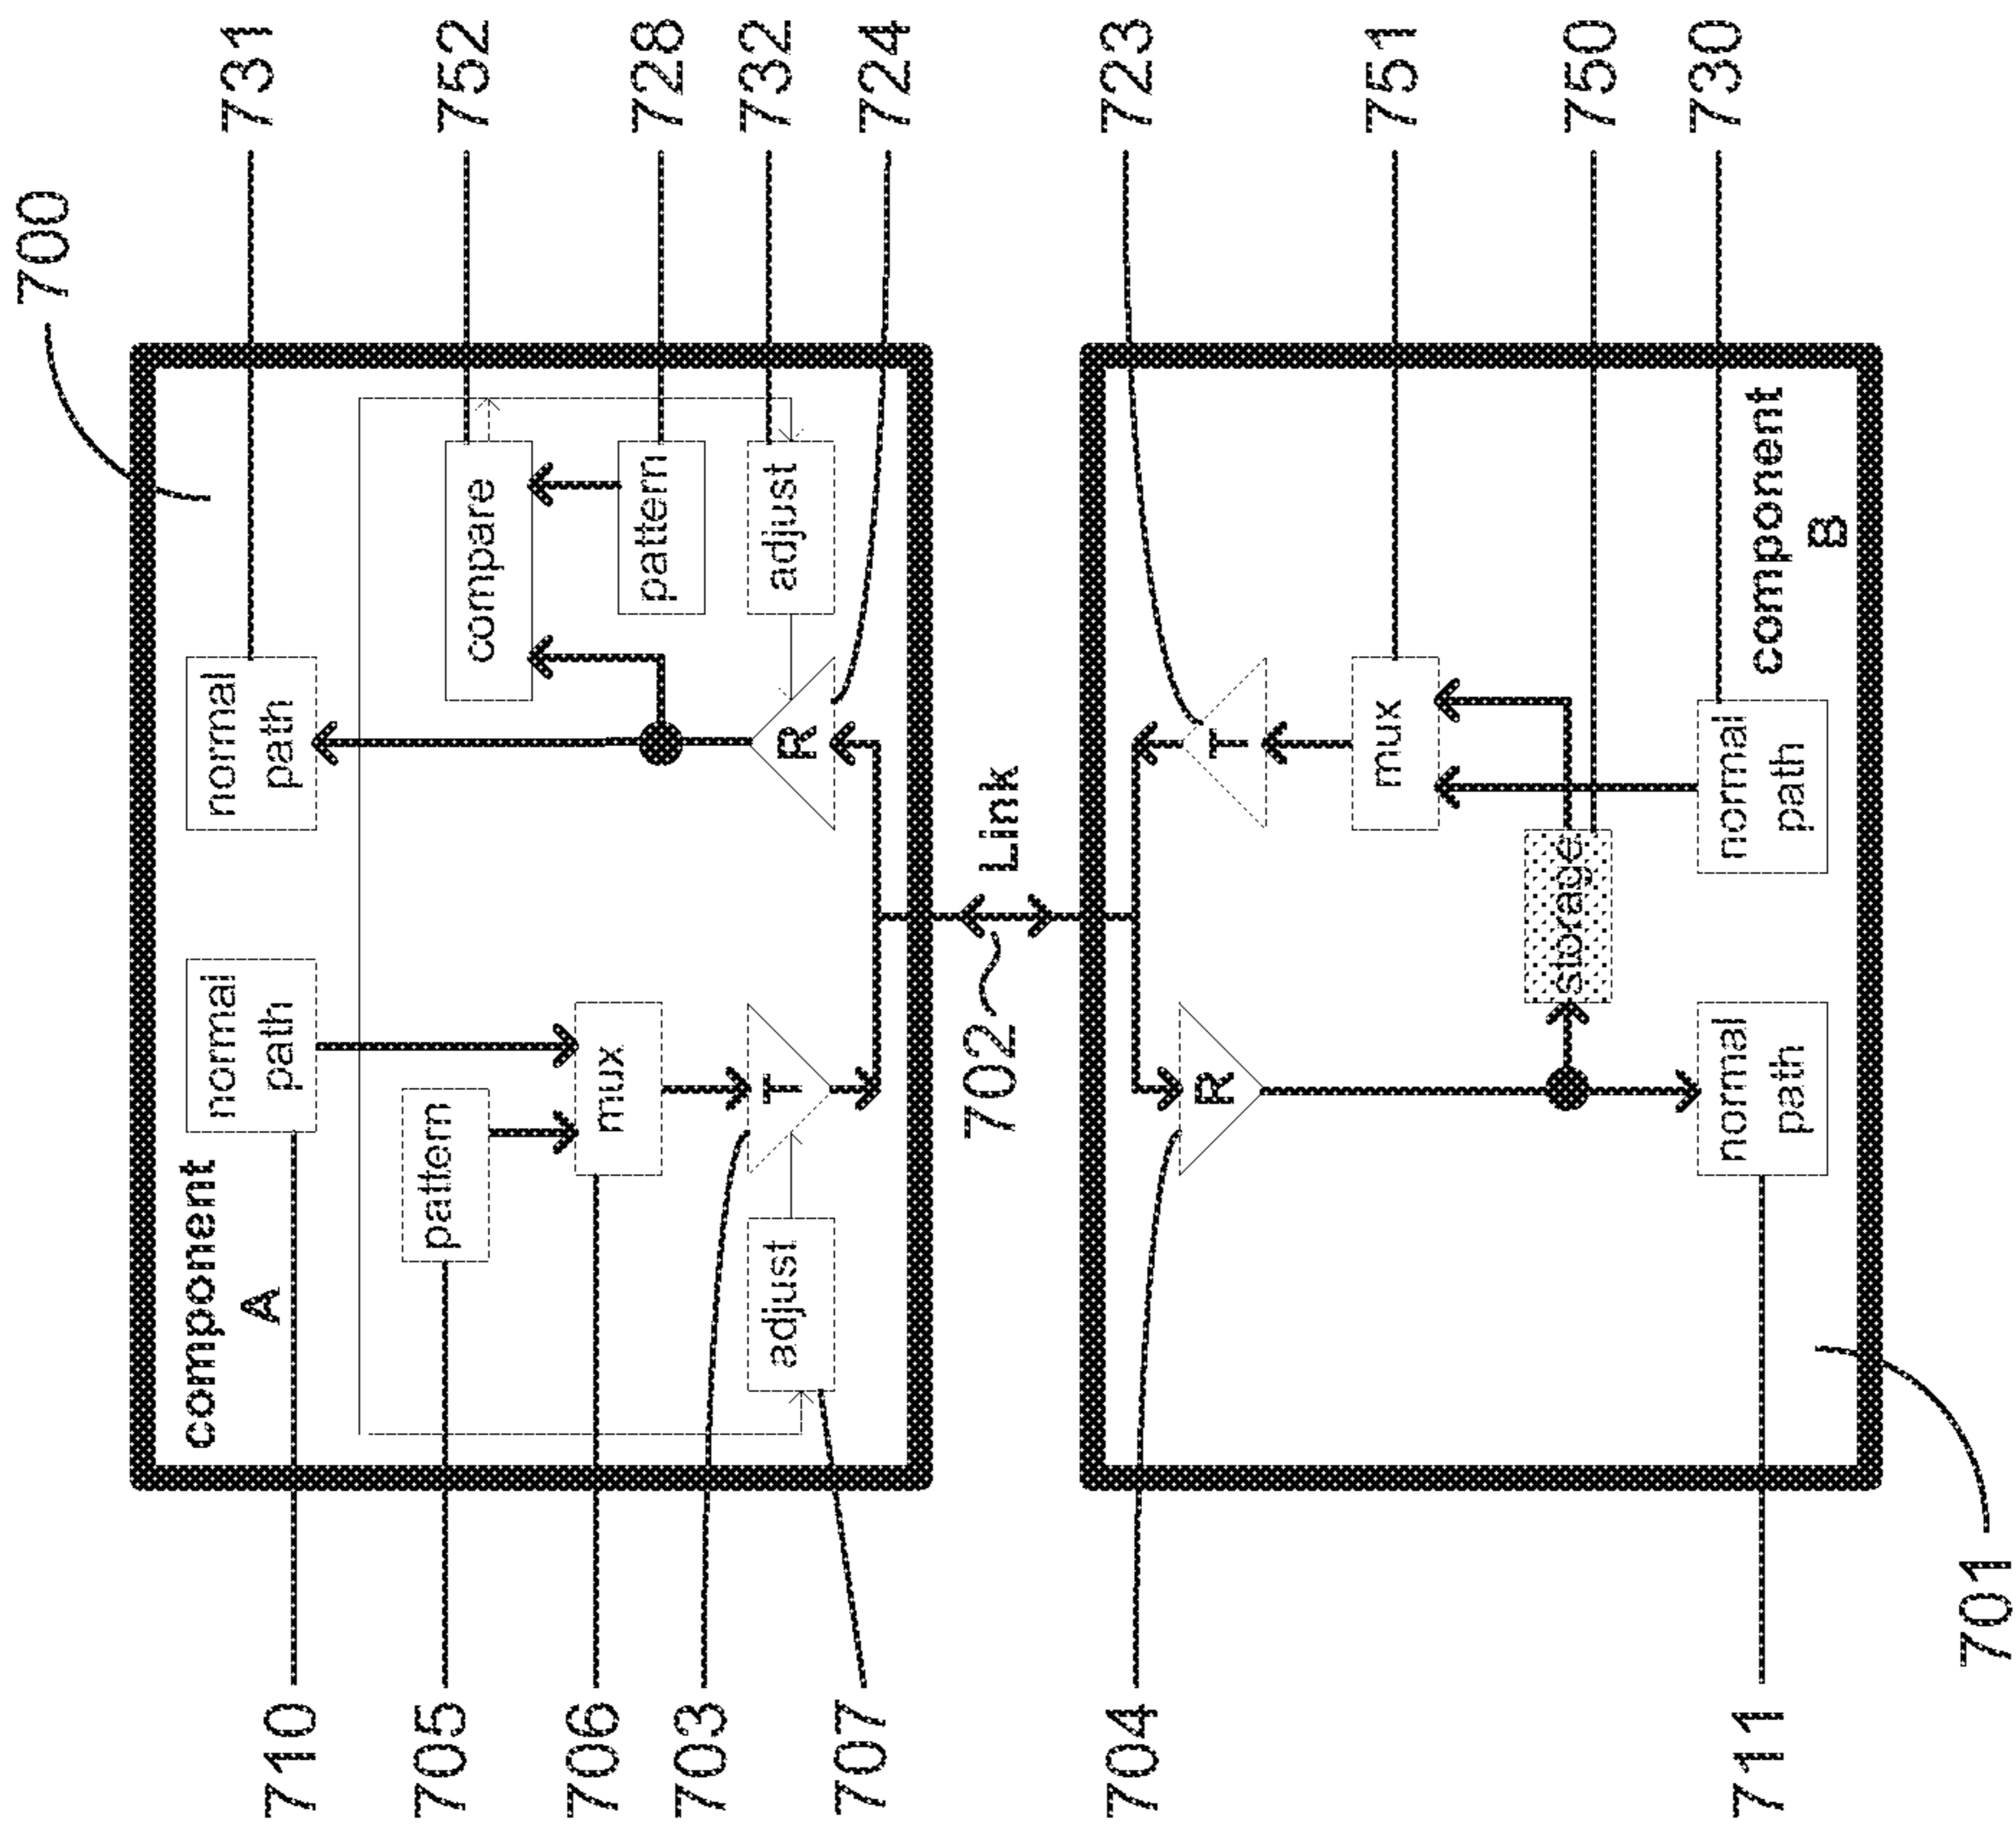 700
731
710
component
A
normal
path
normal
path
752
705
pattern
compare
728
706
mux
pattern
732
703
T
R
adjust
724
707
adjust
702
Link
723
704
R
T
751
mux
750
storage
730
711
normal
path
normal
path
component
B
701